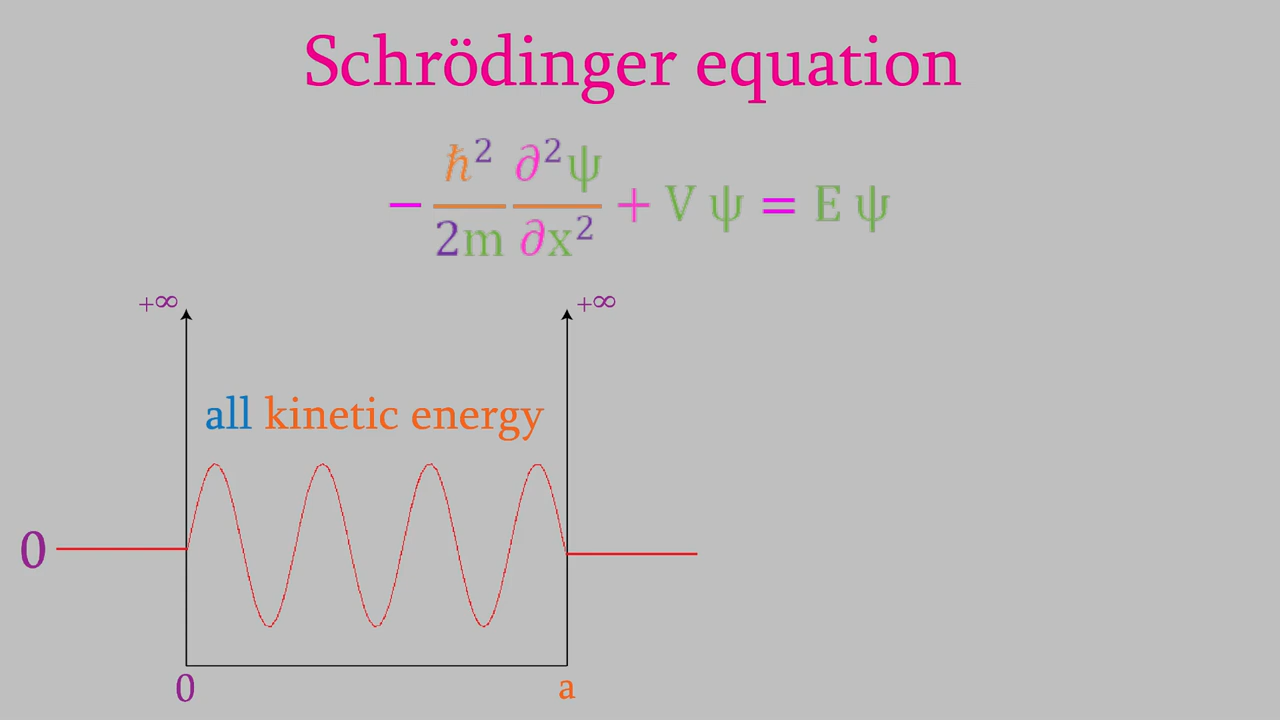 Schrödinger equation
− ħ² ∂²ψ + V ψ = E ψ
2m ∂x²
+∞ +∞
all kinetic energy
0
0 a